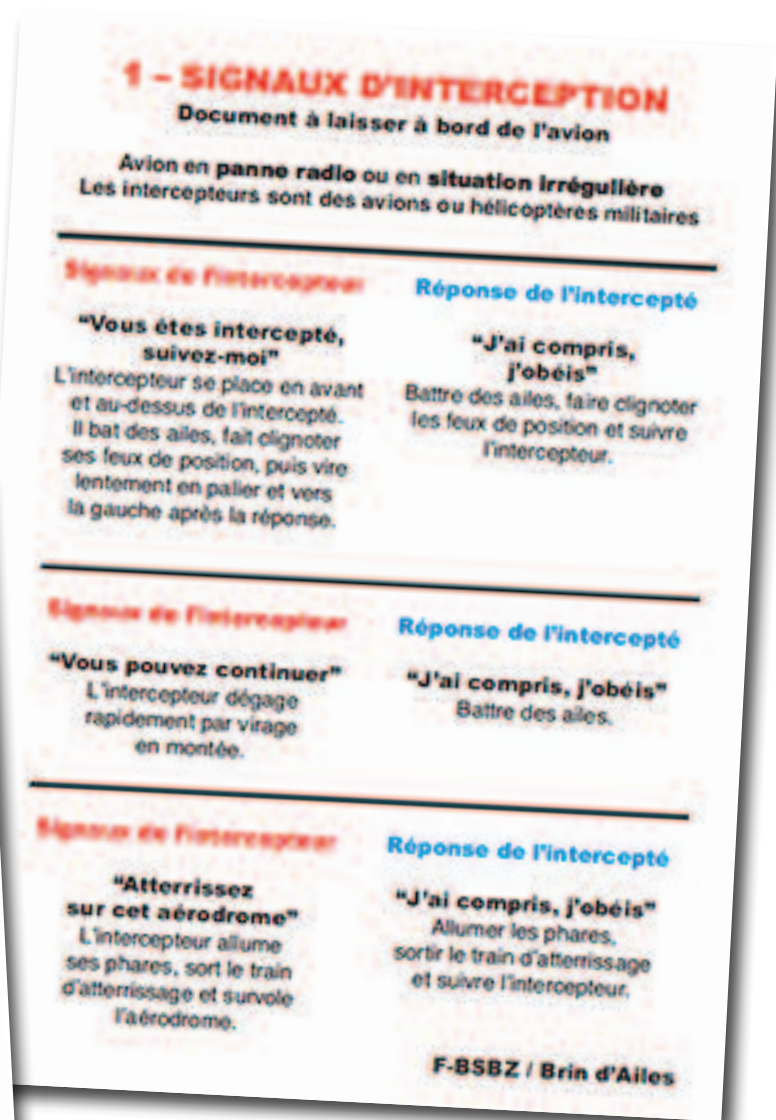 1 – SIGNAUX D'INTERCEPTION
Document à laisser à bord de l'avion
Avion en panne radio ou en situation irrégulière
Les intercepteurs sont des avions ou hélicoptères militaires
Signaux de l'intercepteur
"Vous êtes intercepté,
suivez-moi"
L'intercepteur se place en avant
et au-dessus de l'intercepté.
Il bat des ailes, fait clignoter
ses feux de position, puis vire
lentement en palier et vers
la gauche après la réponse.
Réponse de l'intercepté
"J'ai compris,
j'obéis"
Battre des ailes, faire clignoter
les feux de position et suivre
l'intercepteur.
Signaux de l'intercepteur
"Vous pouvez continuer"
L'intercepteur dégage
rapidement par virage
en montée.
Réponse de l'intercepté
"J'ai compris, j'obéis"
Battre des ailes.
Signaux de l'intercepteur
"Atterrissez
sur cet aérodrome"
L'intercepteur allume
ses phares, sort le train
d'atterrissage et survole
l'aérodrome.
Réponse de l'intercepté
"J'ai compris, j'obéis"
Allumer les phares,
sortir le train d'atterrissage
et suivre l'intercepteur.
F-BSBZ / Brin d'Ailes